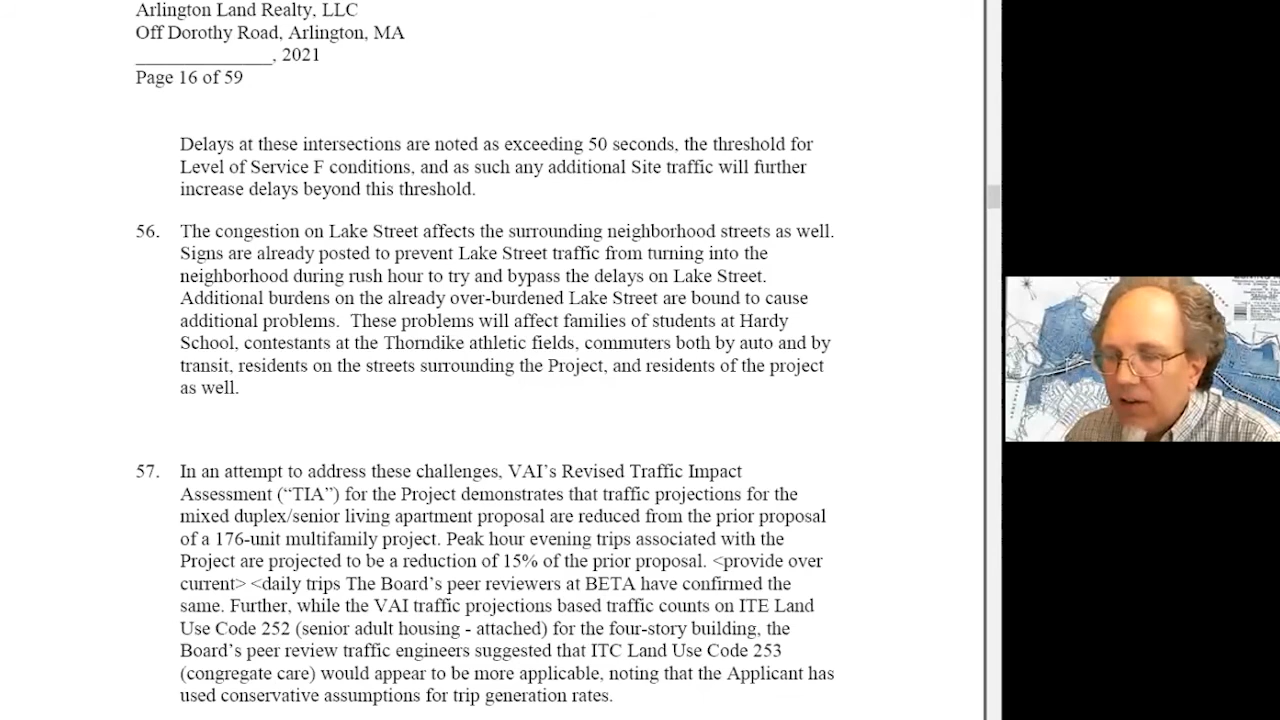 Arlington Land Realty, LLC
Off Dorothy Road, Arlington, MA
_______________, 2021
Page 16 of 59
Delays at these intersections are noted as exceeding 50 seconds, the threshold for
Level of Service F conditions, and as such any additional Site traffic will further
increase delays beyond this threshold.
56. The congestion on Lake Street affects the surrounding neighborhood streets as well.
Signs are already posted to prevent Lake Street traffic from turning into the
neighborhood during rush hour to try and bypass the delays on Lake Street.
Additional burdens on the already over-burdened Lake Street are bound to cause
additional problems.  These problems will affect families of students at Hardy
School, contestants at the Thorndike athletic fields, commuters both by auto and by
transit, residents on the streets surrounding the Project, and residents of the project
as well.
57. In an attempt to address these challenges, VAI’s Revised Traffic Impact
Assessment (“TIA”) for the Project demonstrates that traffic projections for the
mixed duplex/senior living apartment proposal are reduced from the prior proposal
of a 176-unit multifamily project. Peak hour evening trips associated with the
Project are projected to be a reduction of 15% of the prior proposal. <provide over
current> <daily trips The Board’s peer reviewers at BETA have confirmed the
same. Further, while the VAI traffic projections based traffic counts on ITE Land
Use Code 252 (senior adult housing - attached) for the four-story building, the
Board’s peer review traffic engineers suggested that ITC Land Use Code 253
(congregate care) would appear to be more applicable, noting that the Applicant has
used conservative assumptions for trip generation rates.